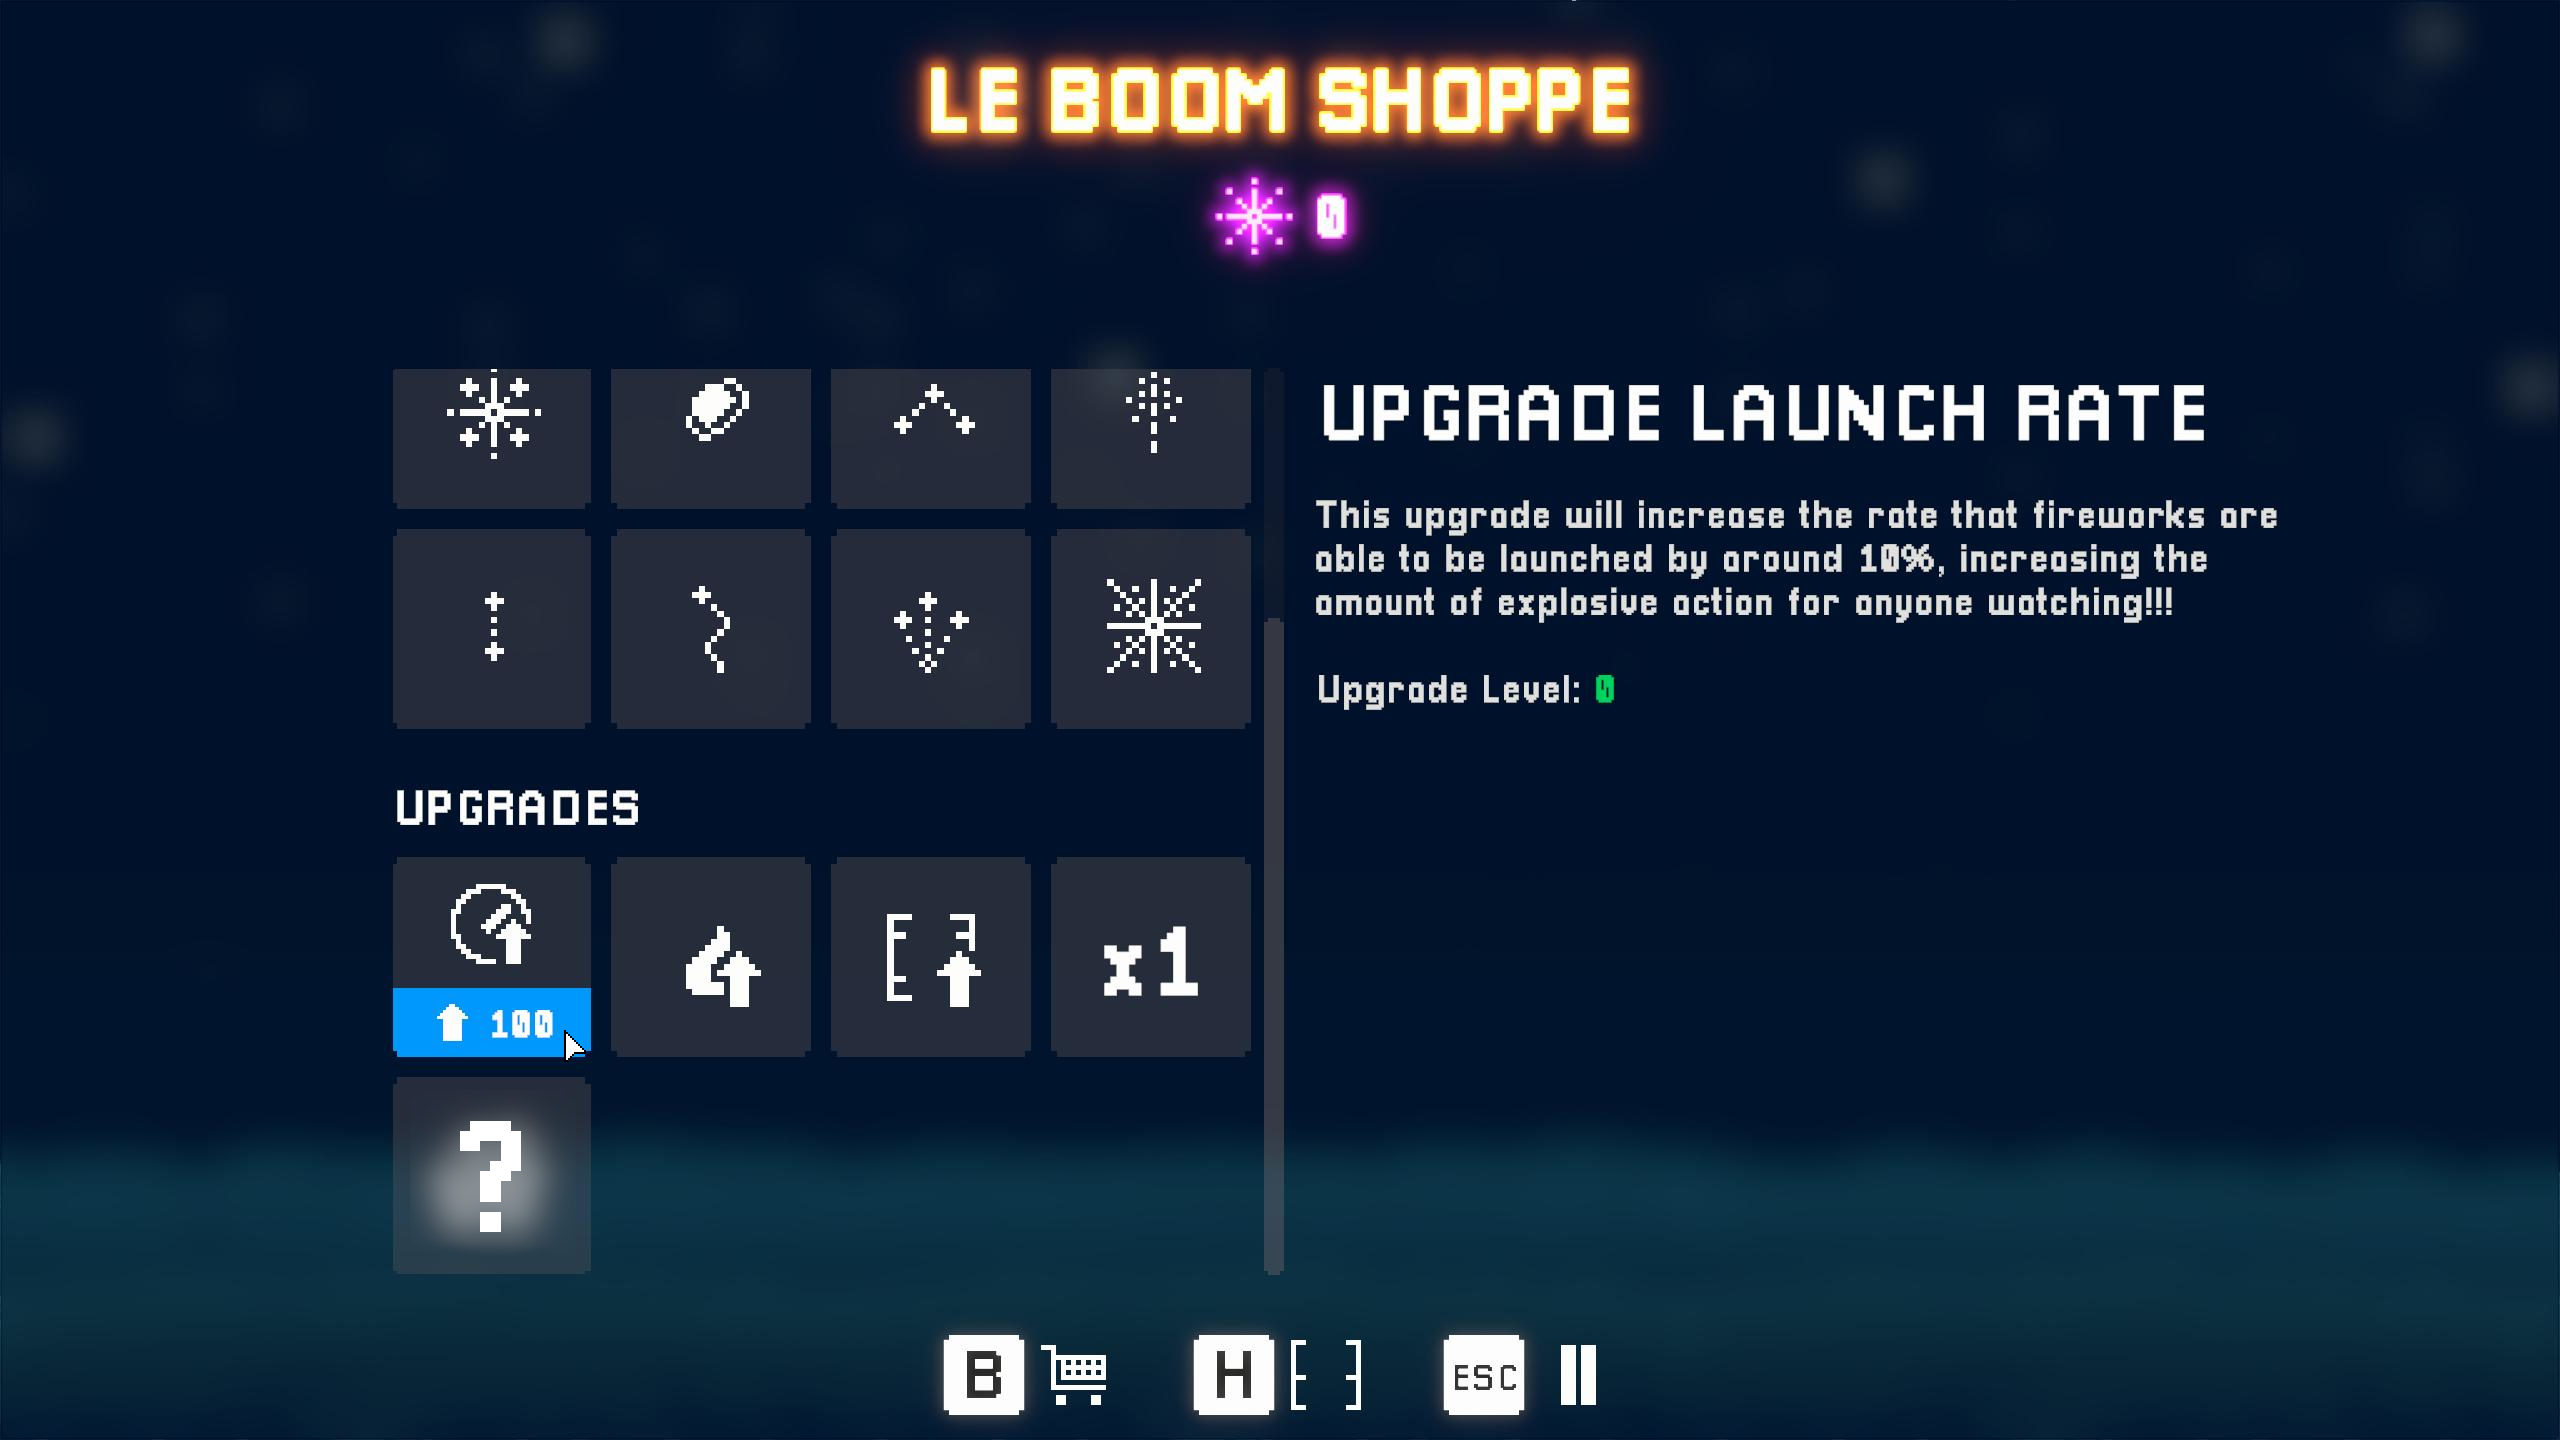 LE BOOM SHOPPE
0
UPGRADE LAUNCH RATE
This upgrade will increase the rate that fireworks are
able to be launched by around 10%, increasing the
amount of explosive action for anyone watching!!!
Upgrade Level: 0
UPGRADES
x1
100
?
B
H
ESC